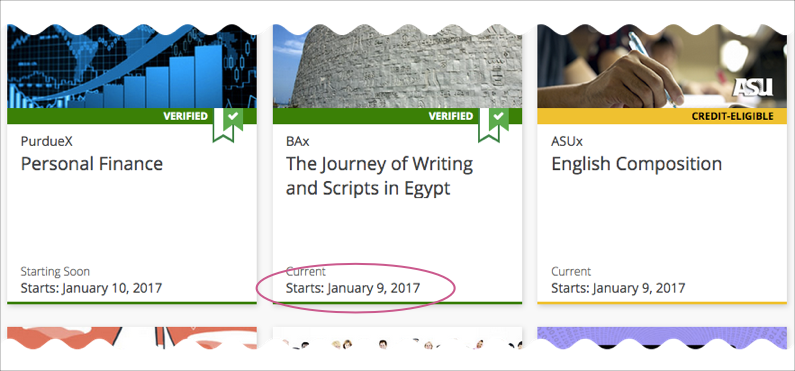 VERIFIED
PurdueX
Personal Finance
Starting Soon
Starts: January 10, 2017
VERIFIED
BAx
The Journey of Writing
and Scripts in Egypt
Current
Starts: January 9, 2017
ASU
CREDIT-ELIGIBLE
ASUx
English Composition
Current
Starts: January 9, 2017